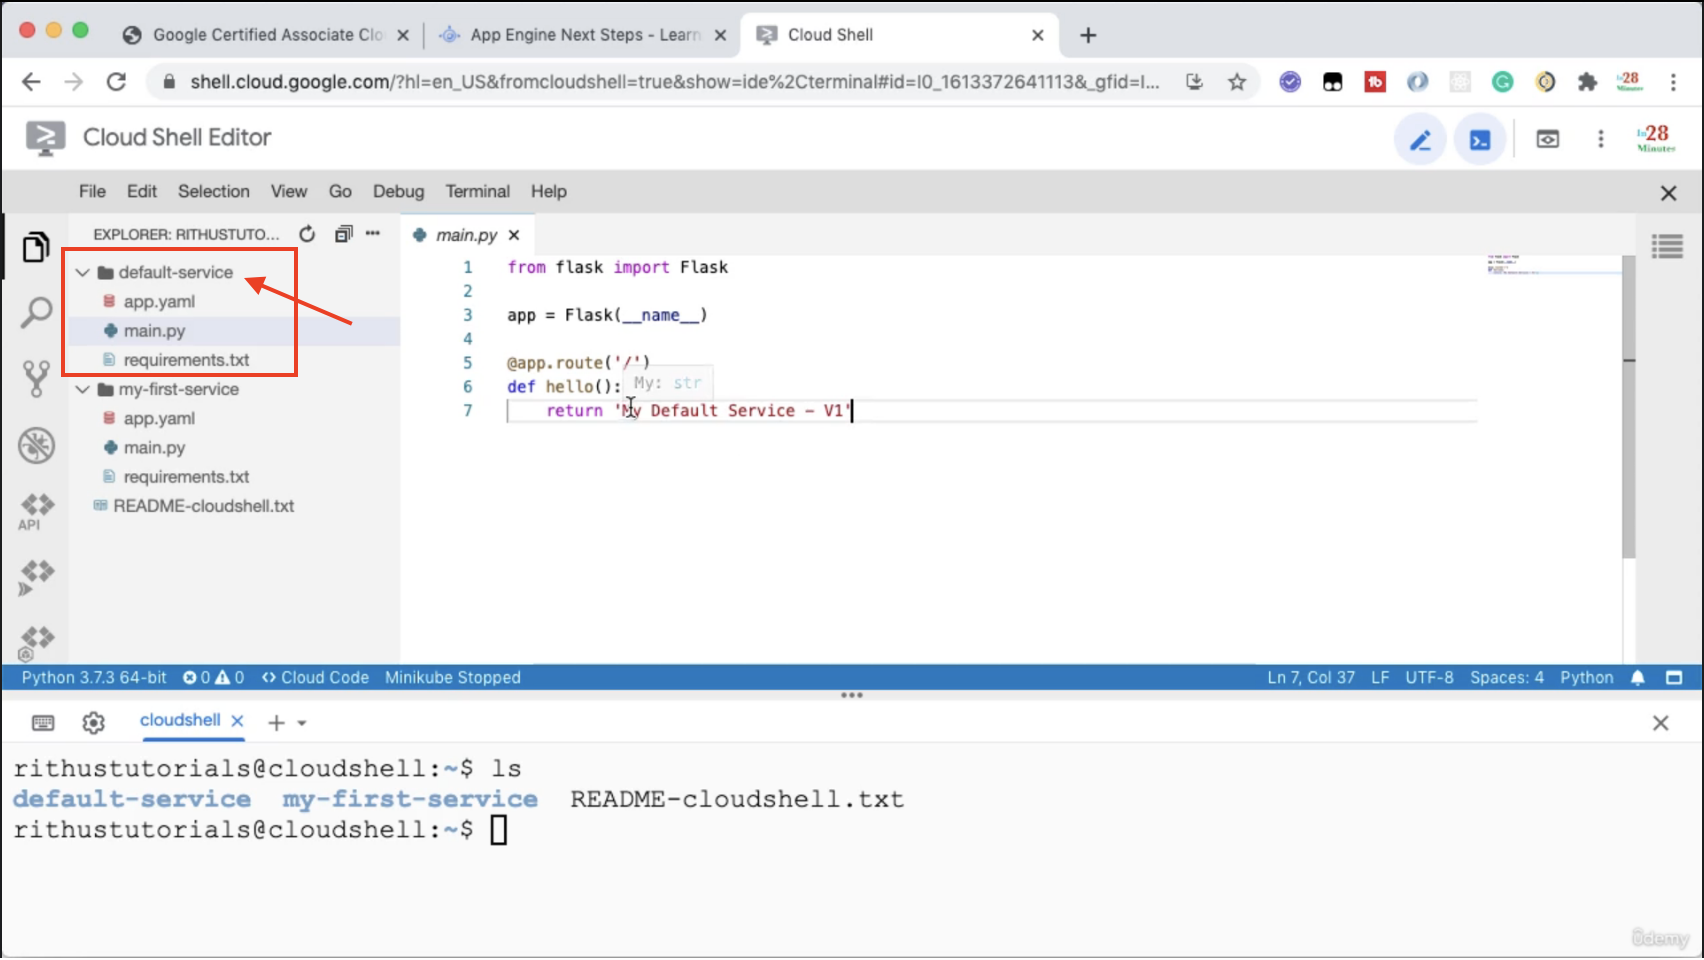 Google Certified Associate Clo
App Engine Next Steps - Learn
Cloud Shell
shell.cloud.google.com/?hl=en_US&fromcloudshell=true&show=ide%2Cterminal#id=I0_1613372641113&_gfid=I...
Cloud Shell Editor
in28
Minutes
File Edit Selection View Go Debug Terminal Help
EXPLORER: RITHUSTUTO...
default-service
app.yaml
main.py
requirements.txt
my-first-service
app.yaml
main.py
requirements.txt
README-cloudshell.txt
API
main.py
1 from flask import Flask
2
3 app = Flask(__name__)
4
5 @app.route('/')
6 def hello():
My: str
7 return 'My Default Service - V1'
Python 3.7.3 64-bit 0 0 <> Cloud Code Minikube Stopped Ln 7, Col 37 LF UTF-8 Spaces: 4 Python
cloudshell
rithustutorials@cloudshell:~$ ls
default-service my-first-service README-cloudshell.txt
rithustutorials@cloudshell:~$
ûdemy